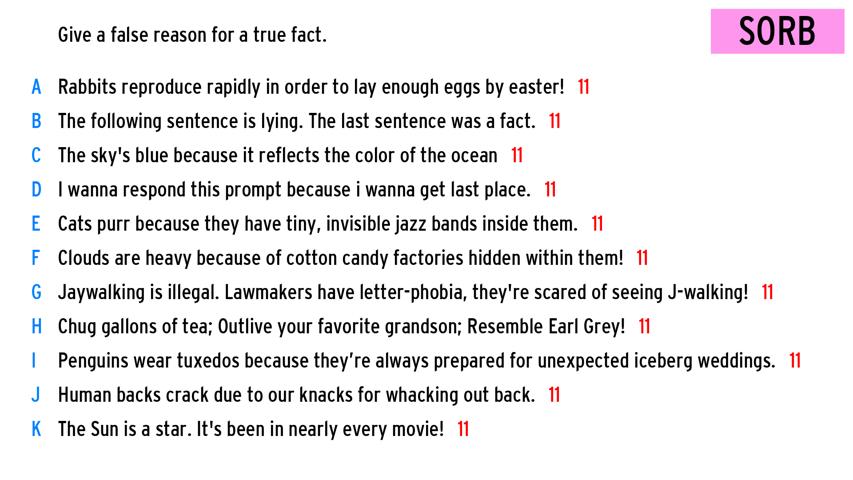 Give a false reason for a true fact.
SORB
A Rabbits reproduce rapidly in order to lay enough eggs by easter! 11
B The following sentence is lying. The last sentence was a fact. 11
C The sky's blue because it reflects the color of the ocean 11
D I wanna respond this prompt because i wanna get last place. 11
E Cats purr because they have tiny, invisible jazz bands inside them. 11
F Clouds are heavy because of cotton candy factories hidden within them! 11
G Jaywalking is illegal. Lawmakers have letter-phobia, they're scared of seeing J-walking! 11
H Chug gallons of tea; Outlive your favorite grandson; Resemble Earl Grey! 11
I Penguins wear tuxedos because they’re always prepared for unexpected iceberg weddings. 11
J Human backs crack due to our knacks for whacking out back. 11
K The Sun is a star. It's been in nearly every movie! 11